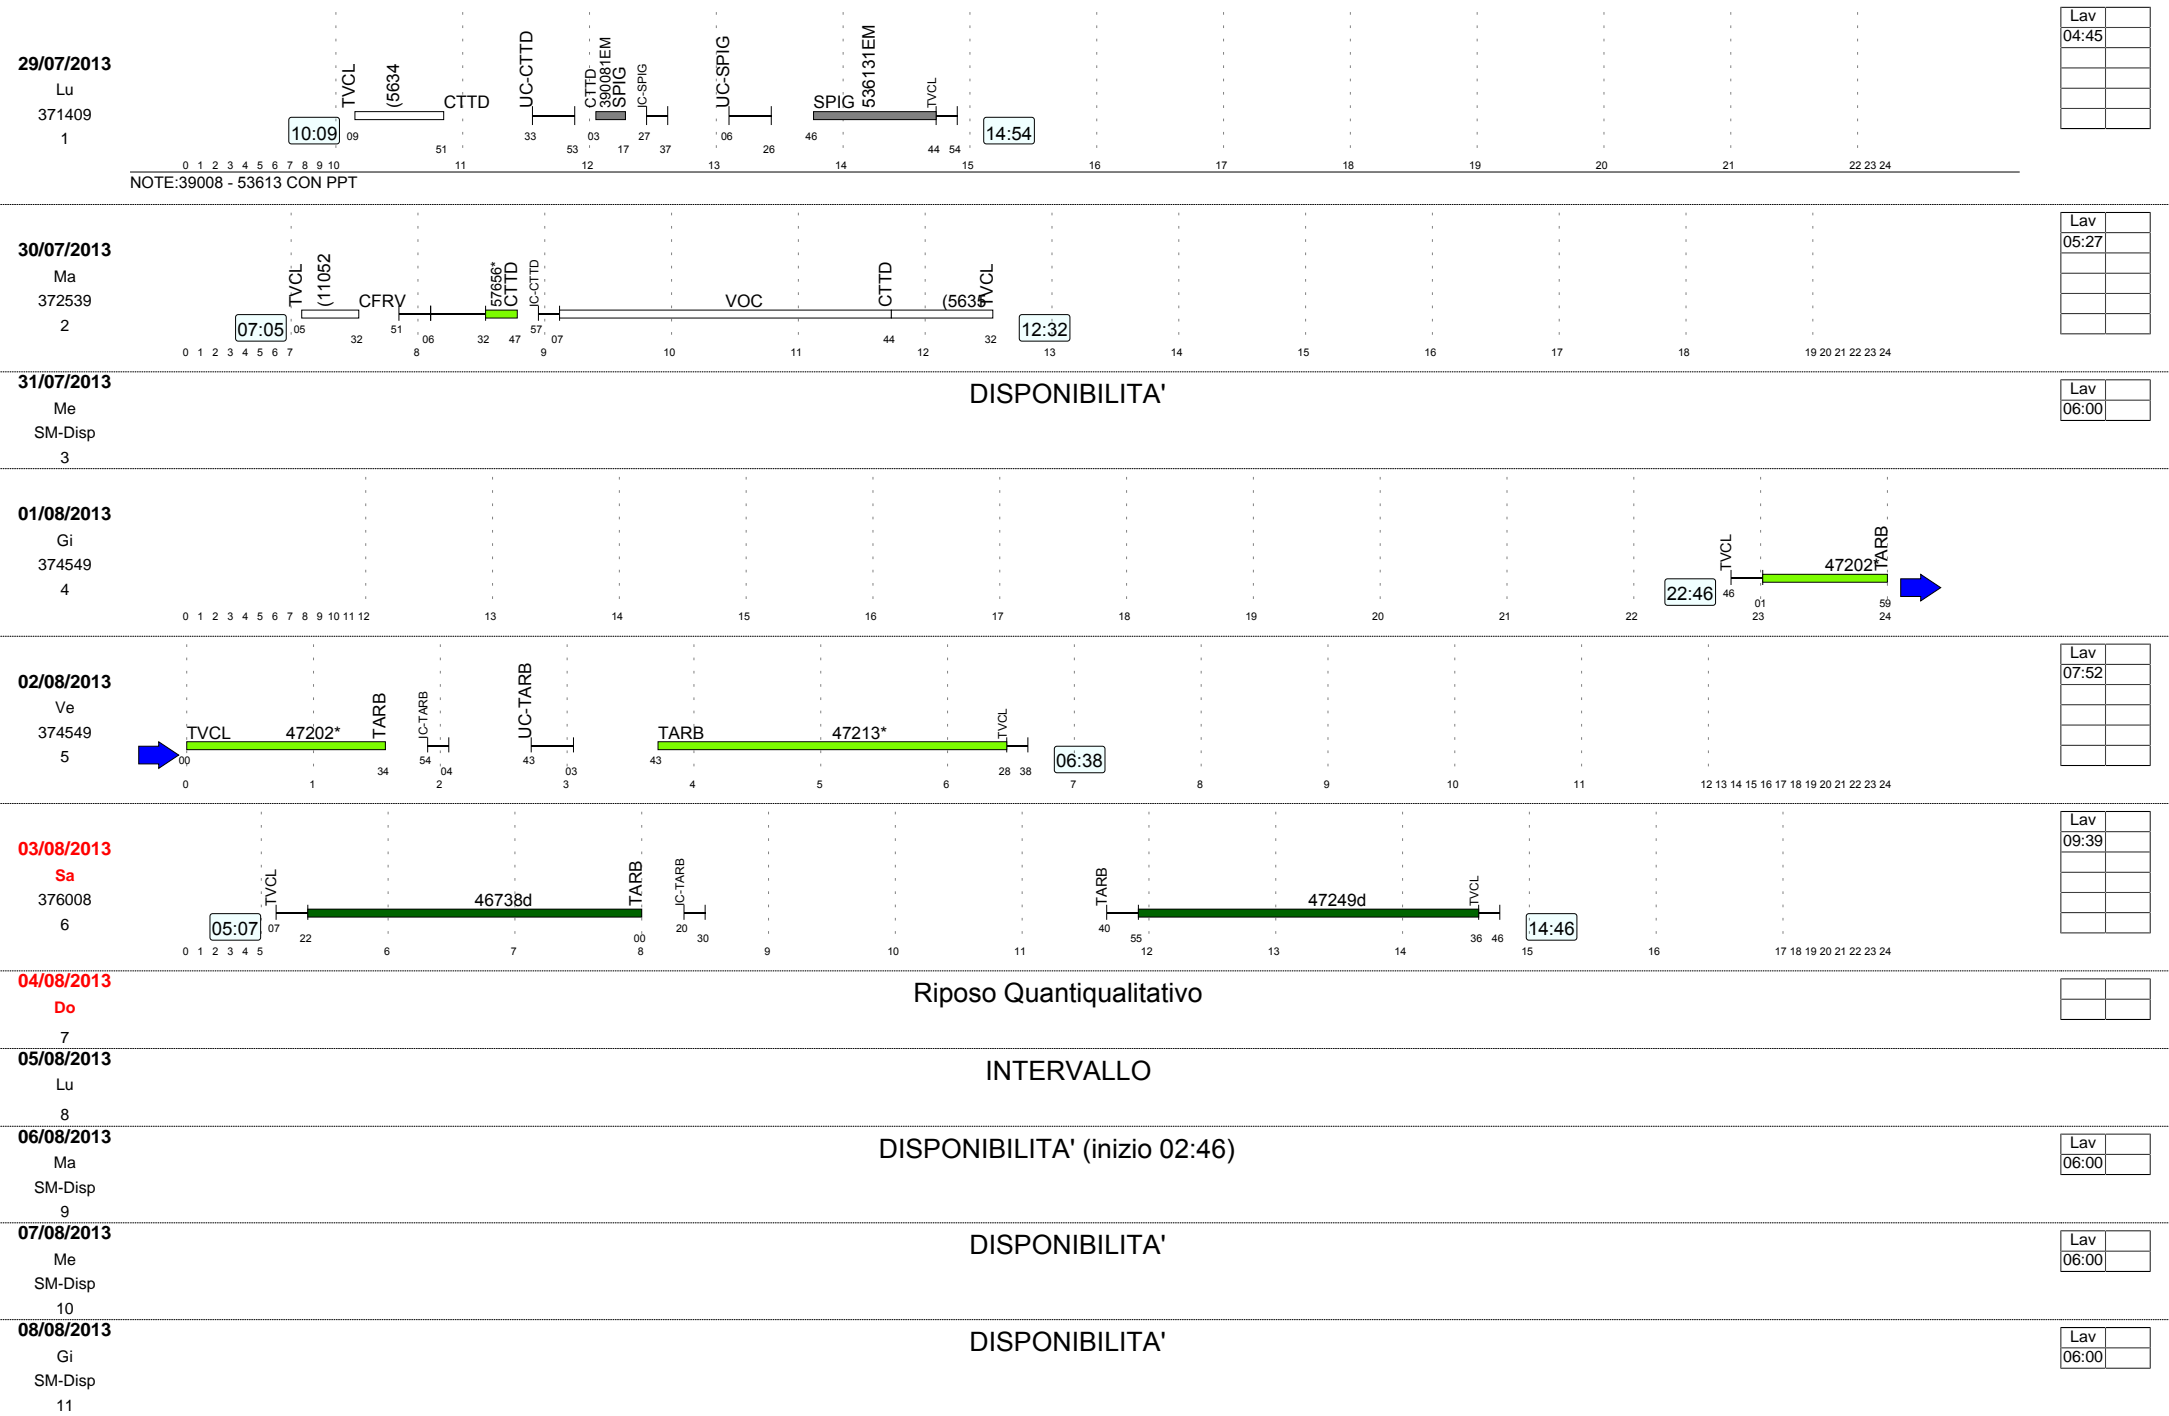 29/07/2013
Lu
371409
1
10:09
TVCL
(5634
CTTD
UC-CTTD
CTTD
390081EM
SPIG
IC-SPIG
UC-SPIG
SPIG
536131EM
TVCL
14:54
09 51 33 53 03 17 27 37 06 26 46 44 54
0 1 2 3 4 5 6 7 8 9 10 11 12 13 14 15 16 17 18 19 20 21 22 23 24
NOTE:39008 - 53613 CON PPT
Lav
04:45
30/07/2013
Ma
372539
2
07:05
TVCL
(11052
CFRV
57656*
CTTD
IC-CTTD
VOC
CTTD
(5635
TVCL
12:32
05 32 51 06 32 47 57 07 44 32
0 1 2 3 4 5 6 7 8 9 10 11 12 13 14 15 16 17 18 19 20 21 22 23 24
Lav
05:27
31/07/2013
Me
SM-Disp
3
DISPONIBILITA'
Lav
06:00
01/08/2013
Gi
374549
4
22:46
TVCL
47202*
TARB
46 01 59
0 1 2 3 4 5 6 7 8 9 10 11 12 13 14 15 16 17 18 19 20 21 22 23 24
02/08/2013
Ve
374549
5
TVCL
47202*
TARB
IC-TARB
UC-TARB
TARB
47213*
TVCL
06:38
00 34 54 04 43 03 43 28 38
0 1 2 3 4 5 6 7 8 9 10 11 12 13 14 15 16 17 18 19 20 21 22 23 24
Lav
07:52
03/08/2013
Sa
376008
6
05:07
TVCL
46738d
TARB
IC-TARB
TARB
47249d
TVCL
14:46
07 22 00 20 30 40 55 36 46
0 1 2 3 4 5 6 7 8 9 10 11 12 13 14 15 16 17 18 19 20 21 22 23 24
Lav
09:39
04/08/2013
Do
7
Riposo Quantiqualitativo
05/08/2013
Lu
8
INTERVALLO
06/08/2013
Ma
SM-Disp
9
DISPONIBILITA' (inizio 02:46)
Lav
06:00
07/08/2013
Me
SM-Disp
10
DISPONIBILITA'
Lav
06:00
08/08/2013
Gi
SM-Disp
11
DISPONIBILITA'
Lav
06:00